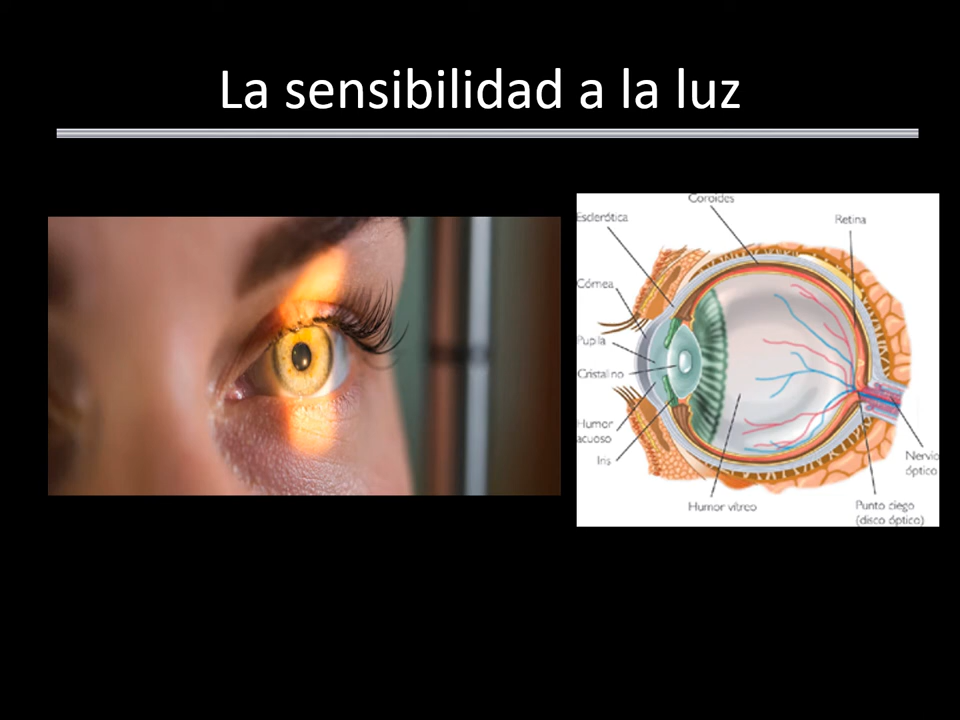 La sensibilidad a la luz
Coroides
Esclerótica
Retina
Córnea
Pupila
Cristalino
Humor
acuoso
Iris
Nervio
óptico
Humor vítreo
Punto ciego
(disco óptico)